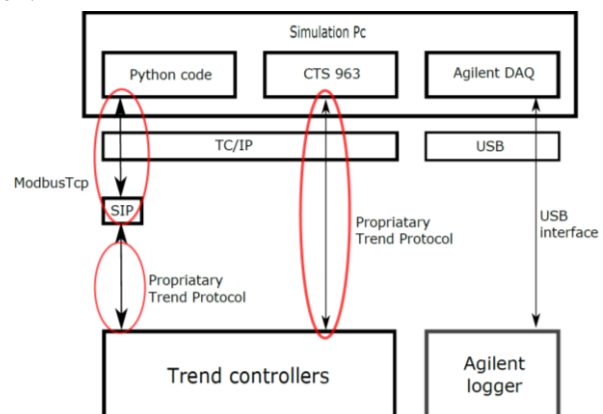 Simulation Pc
Python code
CTS 963
Agilent DAQ
TC/IP
USB
ModbusTcp
SIP
Propriatary
Trend Protocol
USB
interface
Propriatary
Trend Protocol
Trend controllers
Agilent
logger